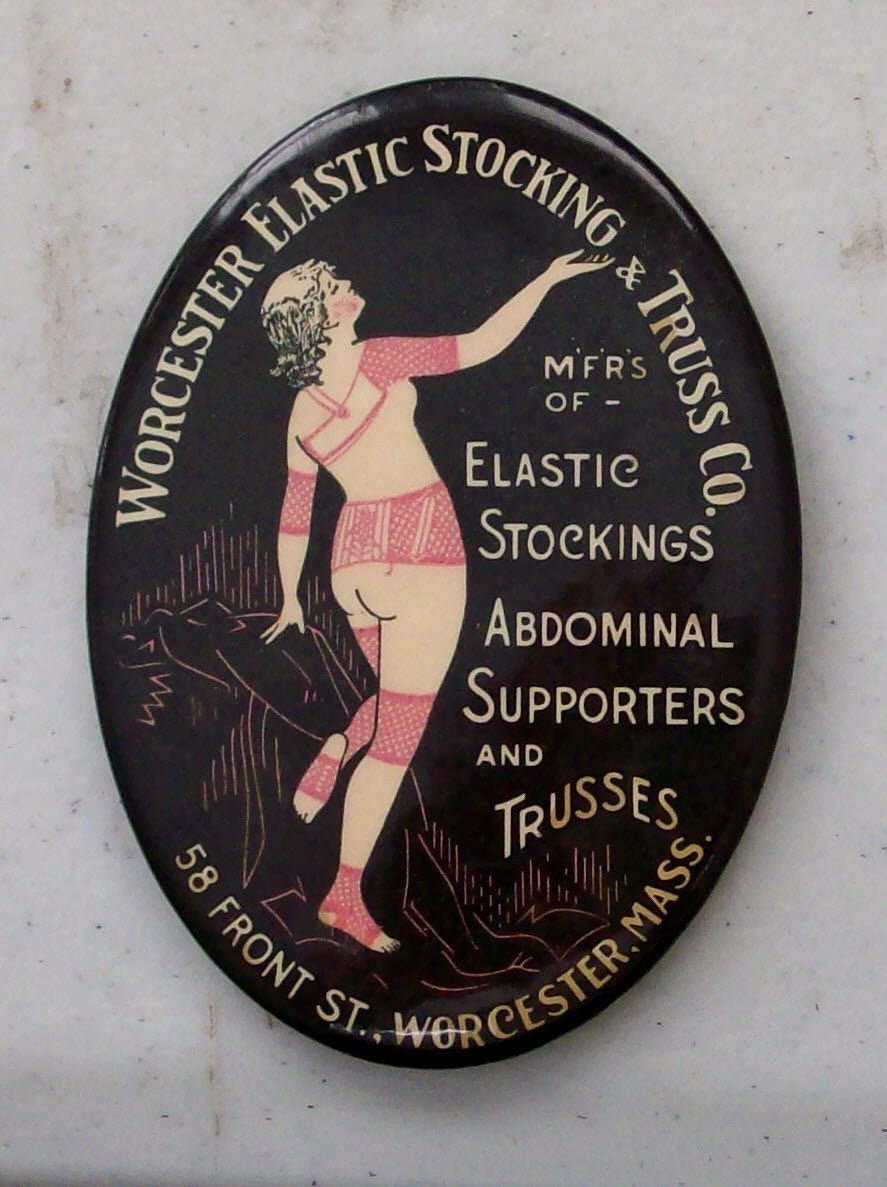 WORCESTER ELASTIC STOCKING & TRUSS CO.
M'F'R'S
OF -
ELASTIC
STOCKINGS
ABDOMINAL
SUPPORTERS
AND
TRUSSES
58 FRONT ST., WORCESTER, MASS.